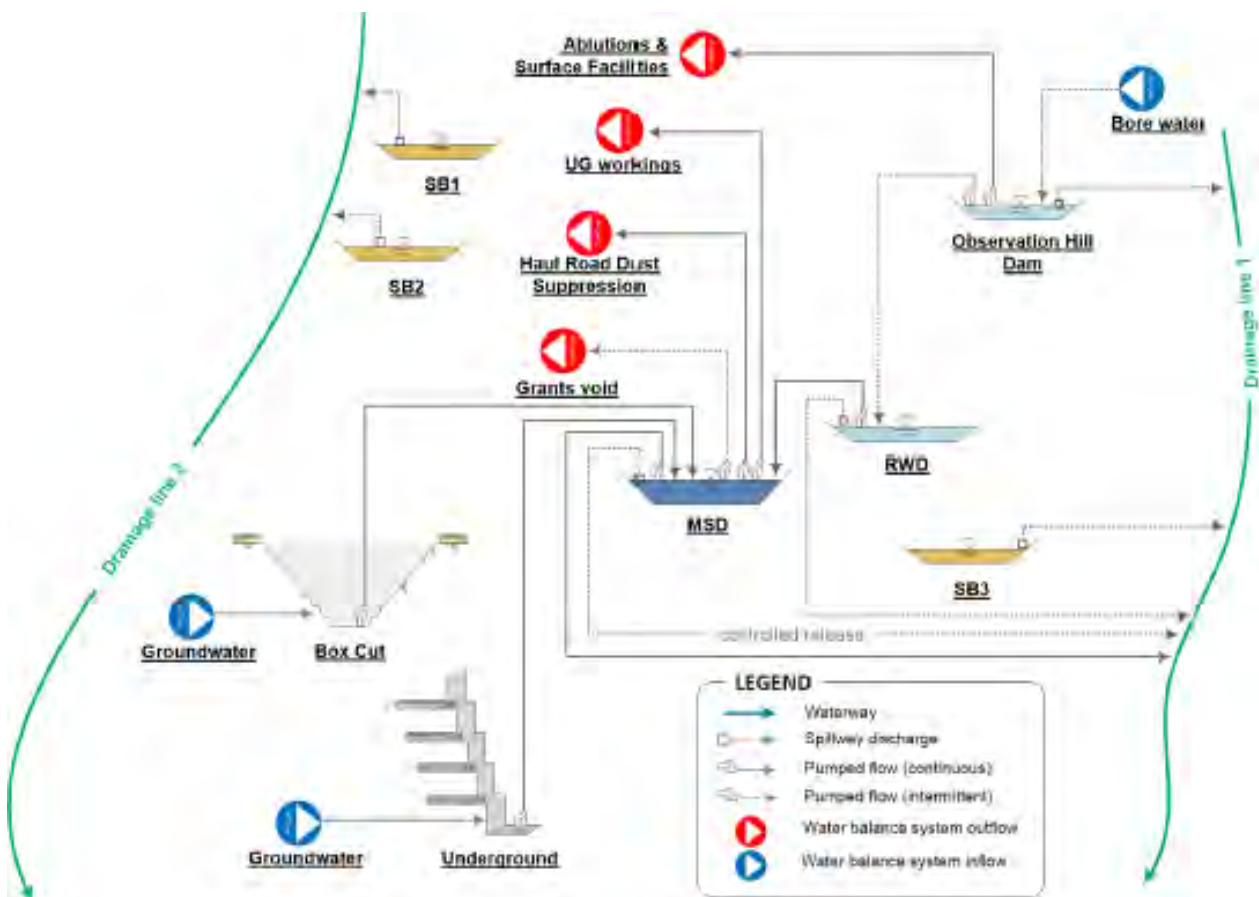 Ablutions &
Surface Facilities
Bore water
SB1
UG workings
Observation Hill
Dam
SB2
Haul Road Dust
Suppression
Drainage line 1
Grants void
RWD
Drainage line 2
MSD
SB3
Groundwater
Box Cut
controlled release
LEGEND
Waterway
Spillway discharge
Pumped flow (continuous)
Pumped flow (intermittent)
Water balance system outflow
Water balance system inflow
Groundwater
Underground